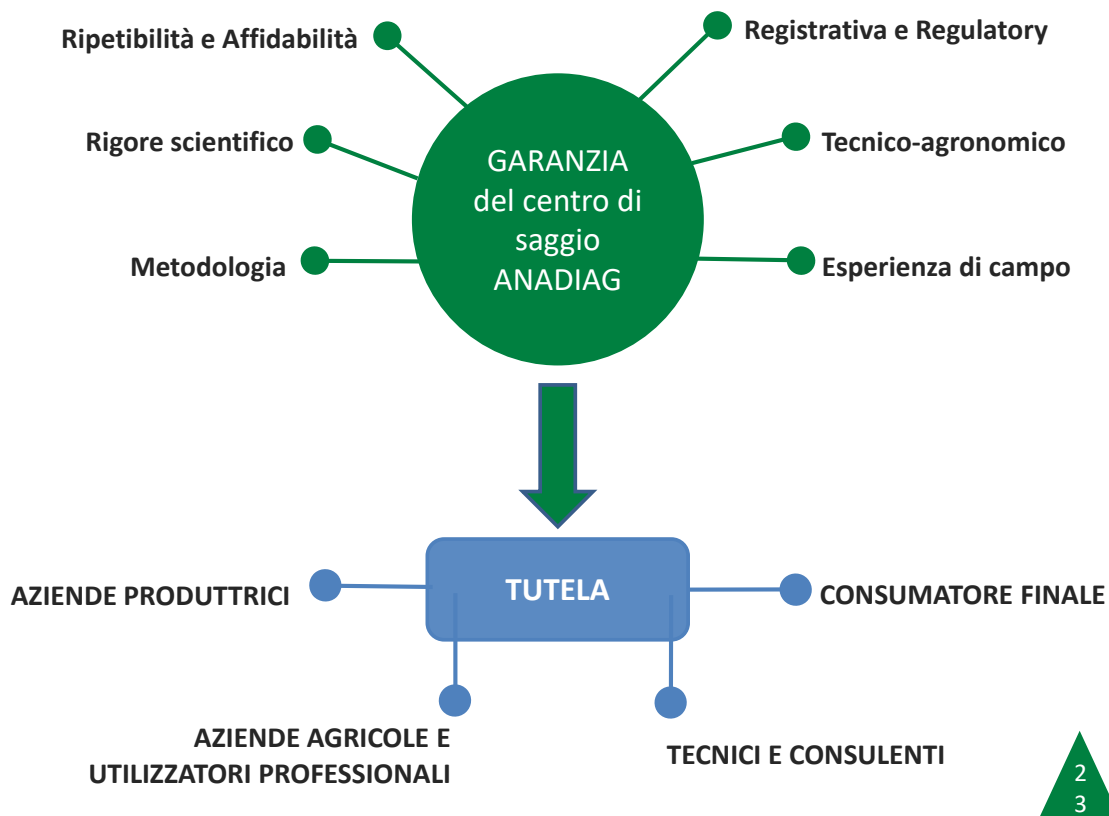 Ripetibilità e Affidabilità
Registrativa e Regulatory
Rigore scientifico
Tecnico-agronomico
Metodologia
Esperienza di campo
GARANZIA
del centro di
saggio
ANADIAG
TUTELA
AZIENDE PRODUTTRICI
CONSUMATORE FINALE
AZIENDE AGRICOLE E
UTILIZZATORI PROFESSIONALI
TECNICI E CONSULENTI
2
3